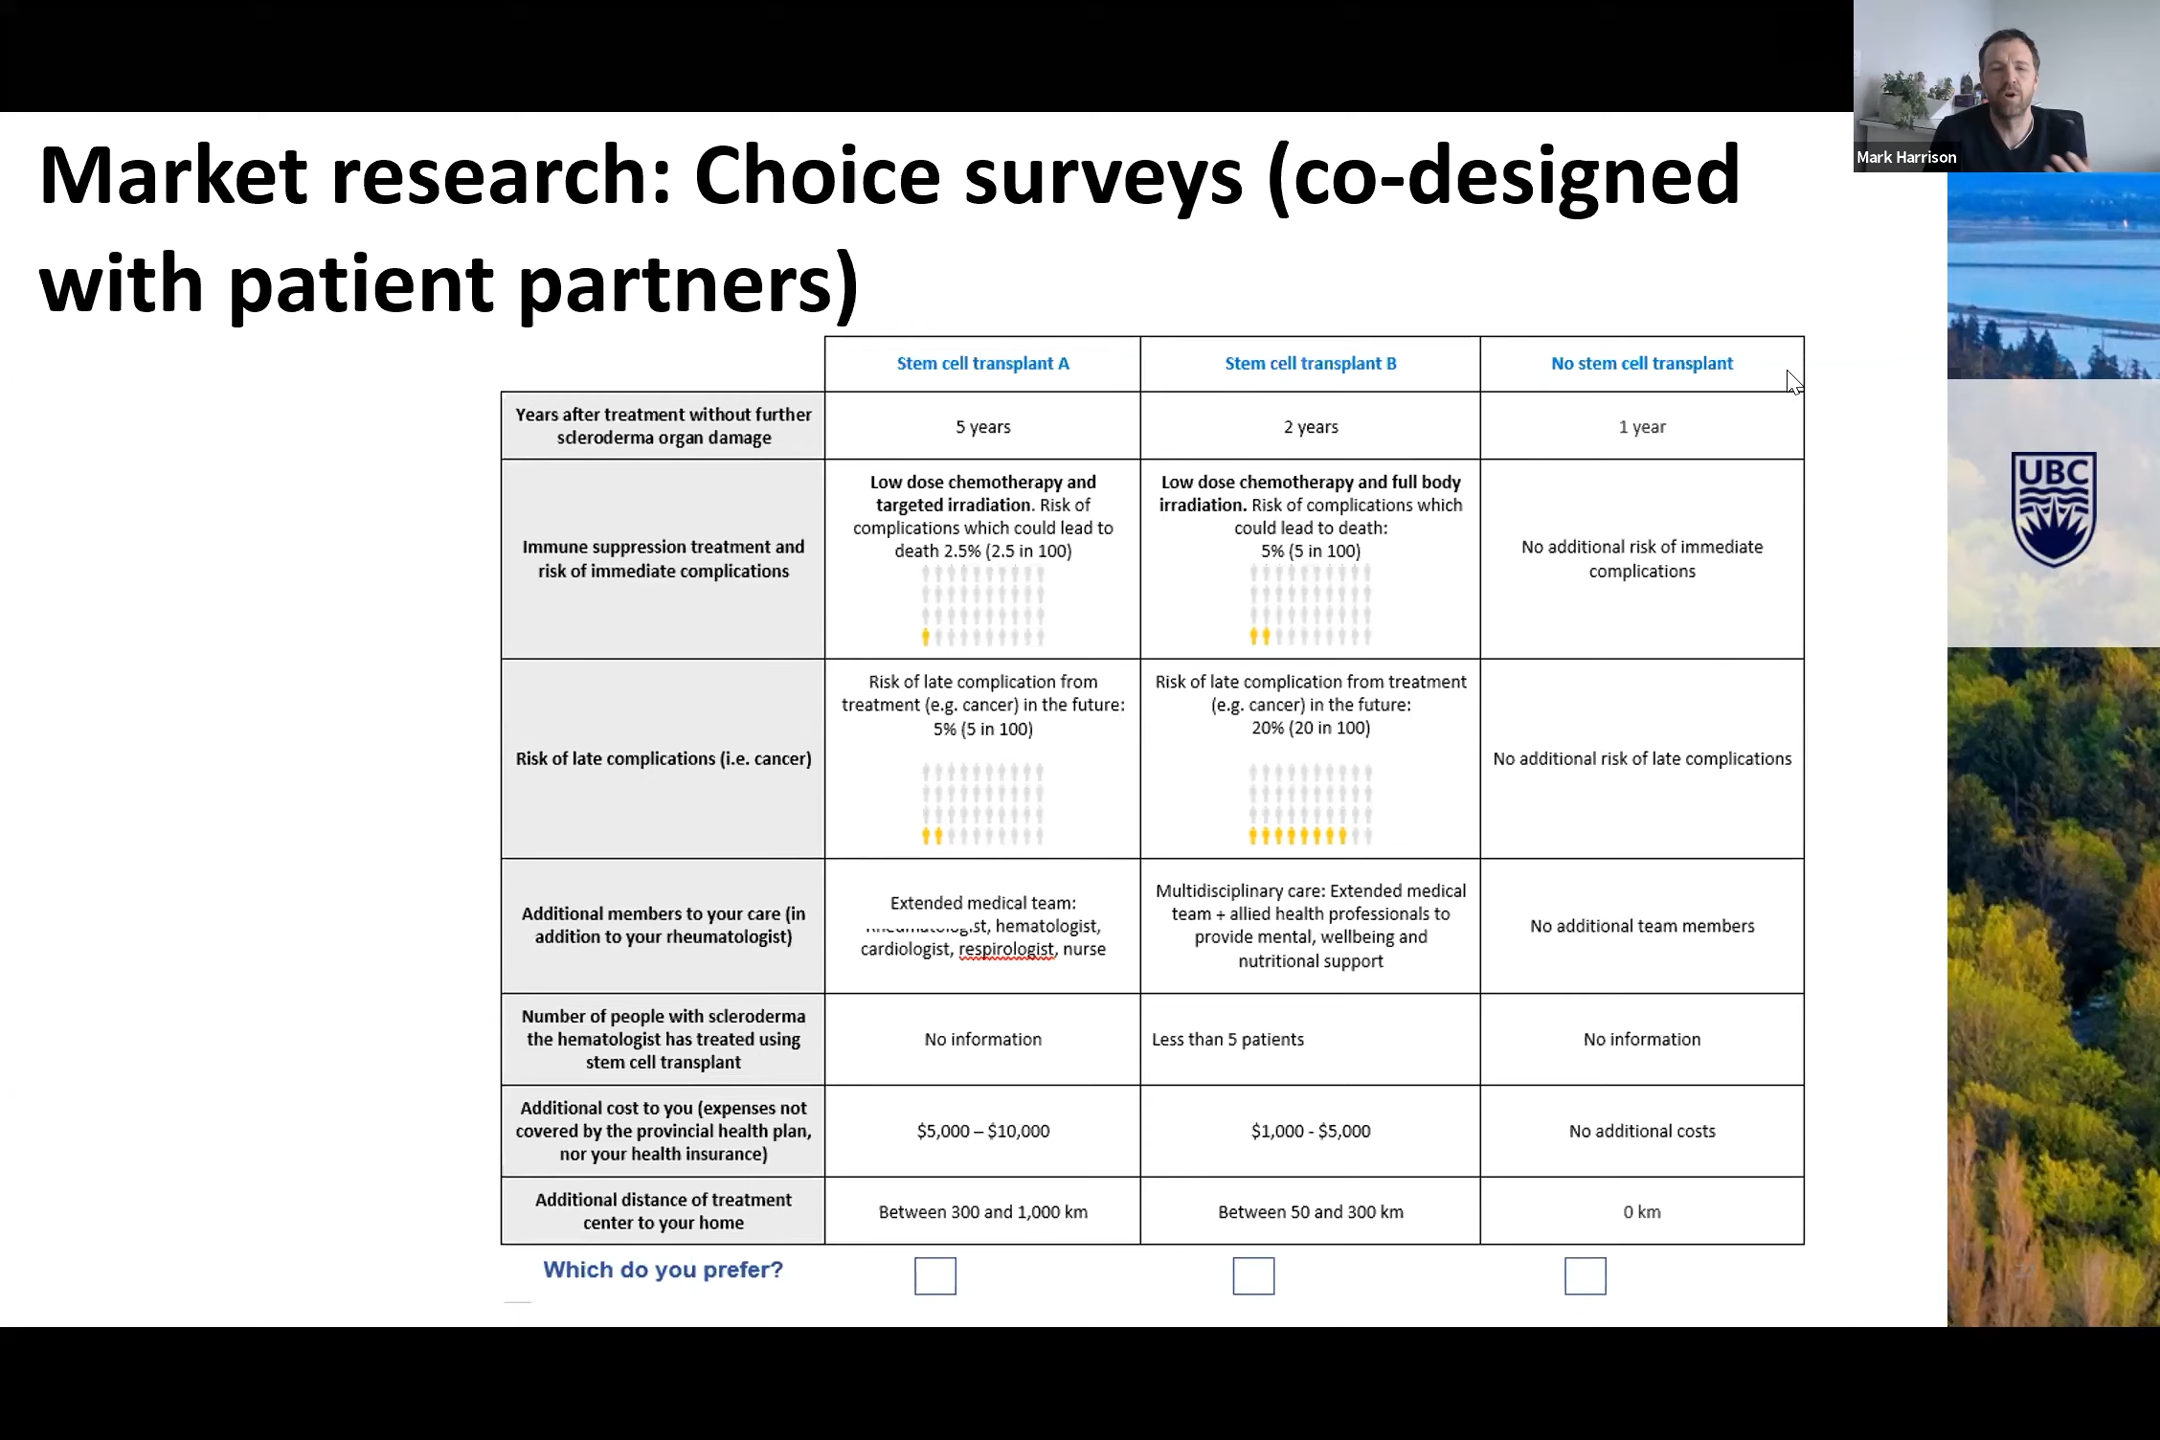 Mark Harrison
Market research: Choice surveys (co-designed
with patient partners)
Stem cell transplant A
Stem cell transplant B
No stem cell transplant
Years after treatment without further
scleroderma organ damage
5 years
2 years
1 year
Immune suppression treatment and
risk of immediate complications
Low dose chemotherapy and
targeted irradiation. Risk of
complications which could lead to
death 2.5% (2.5 in 100)
Low dose chemotherapy and full body
irradiation. Risk of complications which
could lead to death:
5% (5 in 100)
No additional risk of immediate
complications
Risk of late complications (i.e. cancer)
Risk of late complication from
treatment (e.g. cancer) in the future:
5% (5 in 100)
Risk of late complication from treatment
(e.g. cancer) in the future:
20% (20 in 100)
No additional risk of late complications
Additional members to your care (in
addition to your rheumatologist)
Extended medical team:
hematologist,
cardiologist, respirologist, nurse
Multidisciplinary care: Extended medical
team + allied health professionals to
provide mental, wellbeing and
nutritional support
No additional team members
Number of people with scleroderma
the hematologist has treated using
stem cell transplant
No information
Less than 5 patients
No information
Additional cost to you (expenses not
covered by the provincial health plan,
nor your health insurance)
$5,000 – $10,000
$1,000 - $5,000
No additional costs
Additional distance of treatment
center to your home
Between 300 and 1,000 km
Between 50 and 300 km
0 km
Which do you prefer?
UBC